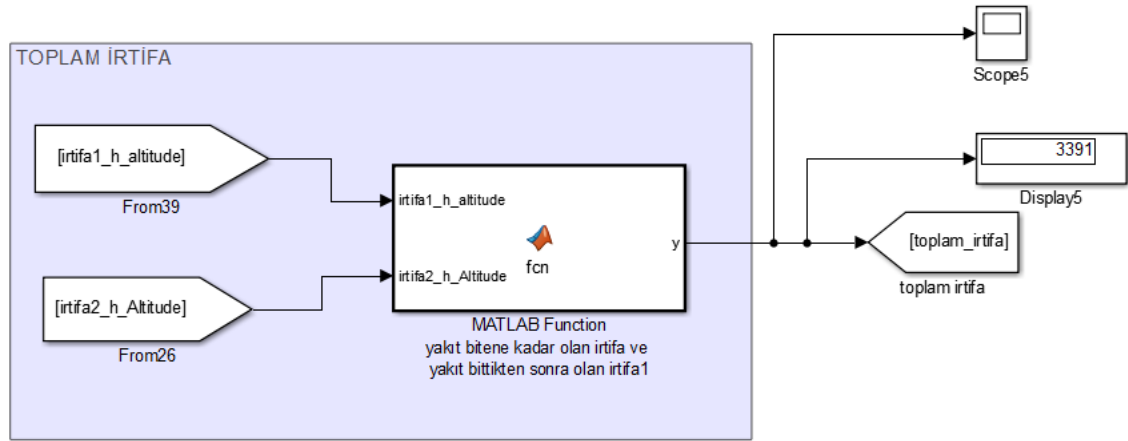 TOPLAM İRTİFA
[irtifa1_h_altitude]
From39
[irtifa2_h_Altitude]
From26
irtifa1_h_altitude
irtifa2_h_Altitude
fcn
y
MATLAB Function
yakıt bitene kadar olan irtifa ve
yakıt bittikten sonra olan irtifa1
Scope5
3391
Display5
[toplam_irtifa]
toplam irtifa